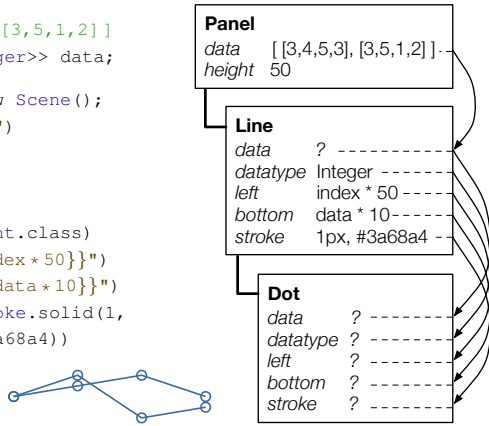 [3,5,1,2]]
ger>> data;
Scene();
")
nt.class)
dex*50}}")
data*10}}")
oke.solid(1,
a68a4))
Panel
data [[3,4,5,3], [3,5,1,2]]
height 50
Line
data ?
datatype Integer
left index * 50
bottom data * 10
stroke 1px, #3a68a4
Dot
data ?
datatype ?
left ?
bottom ?
stroke ?